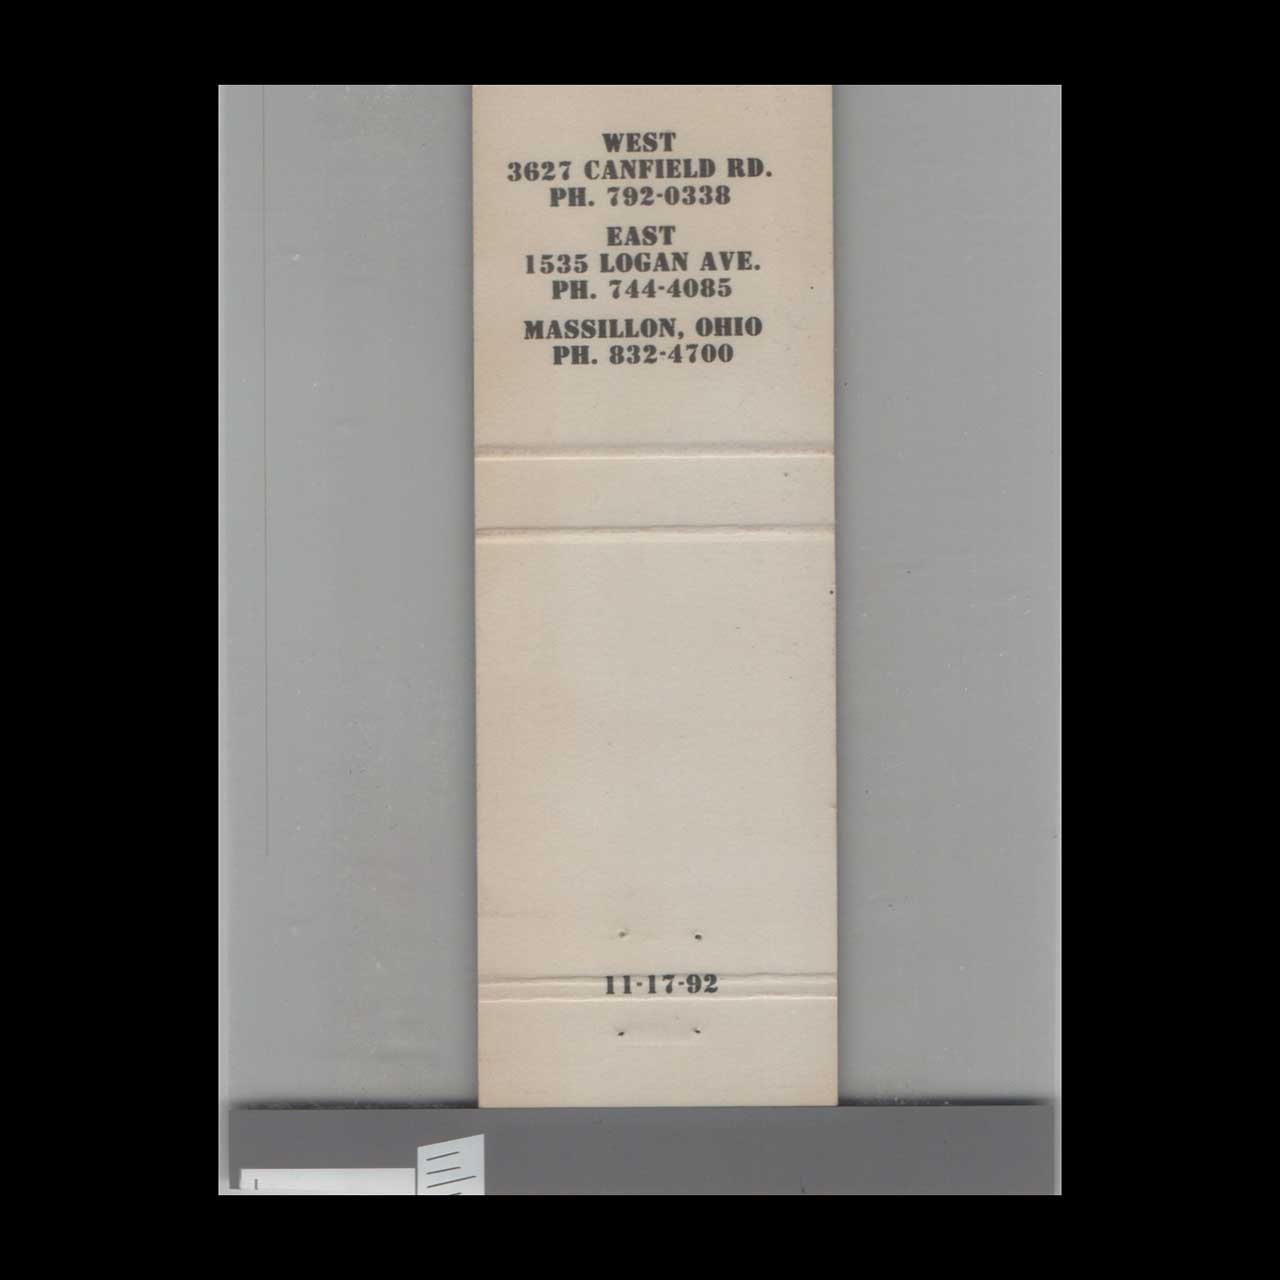 WEST
3627 CANFIELD RD.
PH. 792-0338
EAST
1535 LOGAN AVE.
PH. 744-4085
MASSILLON, OHIO
PH. 832-4700
11-17-92